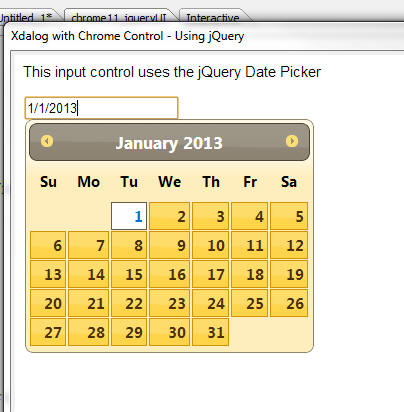 Untitled 1*  chrome11_jqueryUI  Interactive
Xdalog with Chrome Control - Using jQuery
This input control uses the jQuery Date Picker
1/1/2013
January 2013
Su Mo Tu We Th Fr Sa
1 2 3 4 5
6 7 8 9 10 11 12
13 14 15 16 17 18 19
20 21 22 23 24 25 26
27 28 29 30 31